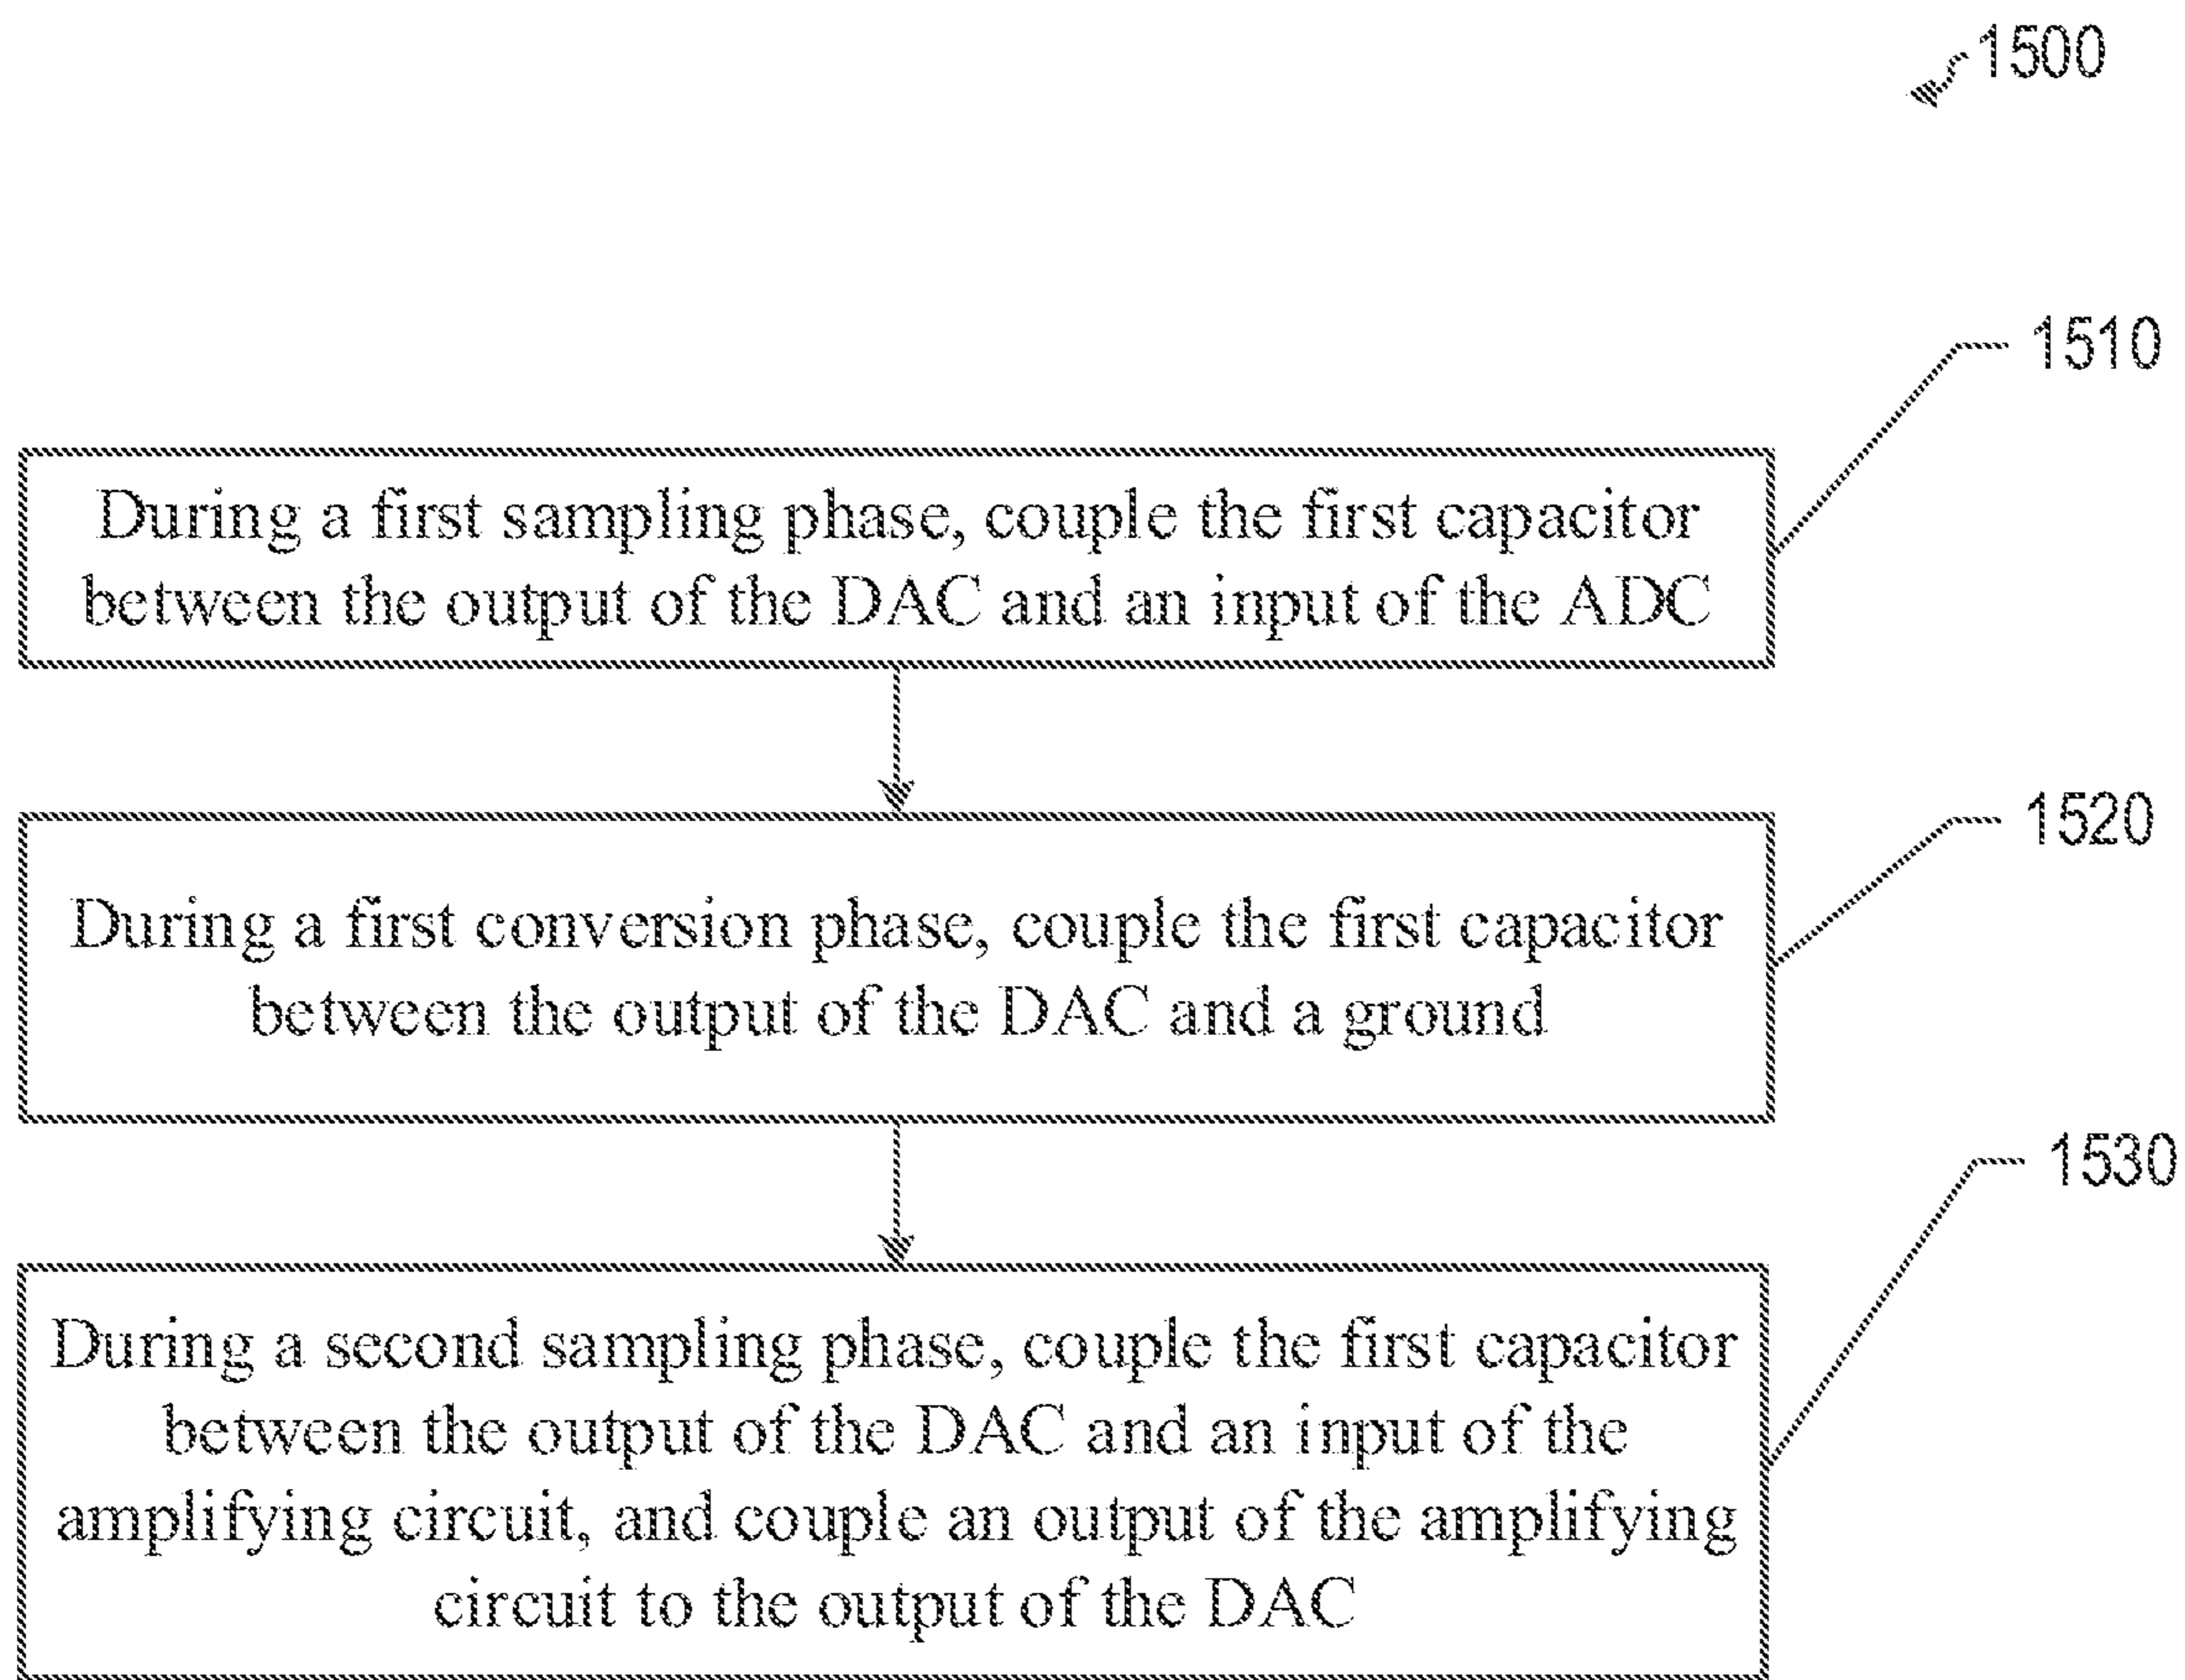 1500
1510
During a first sampling phase, couple the first capacitor
between the output of the DAC and an input of the ADC
1520
During a first conversion phase, couple the first capacitor
between the output of the DAC and a ground
1530
During a second sampling phase, couple the first capacitor
between the output of the DAC and an input of the
amplifying circuit, and couple an output of the amplifying
circuit to the output of the DAC